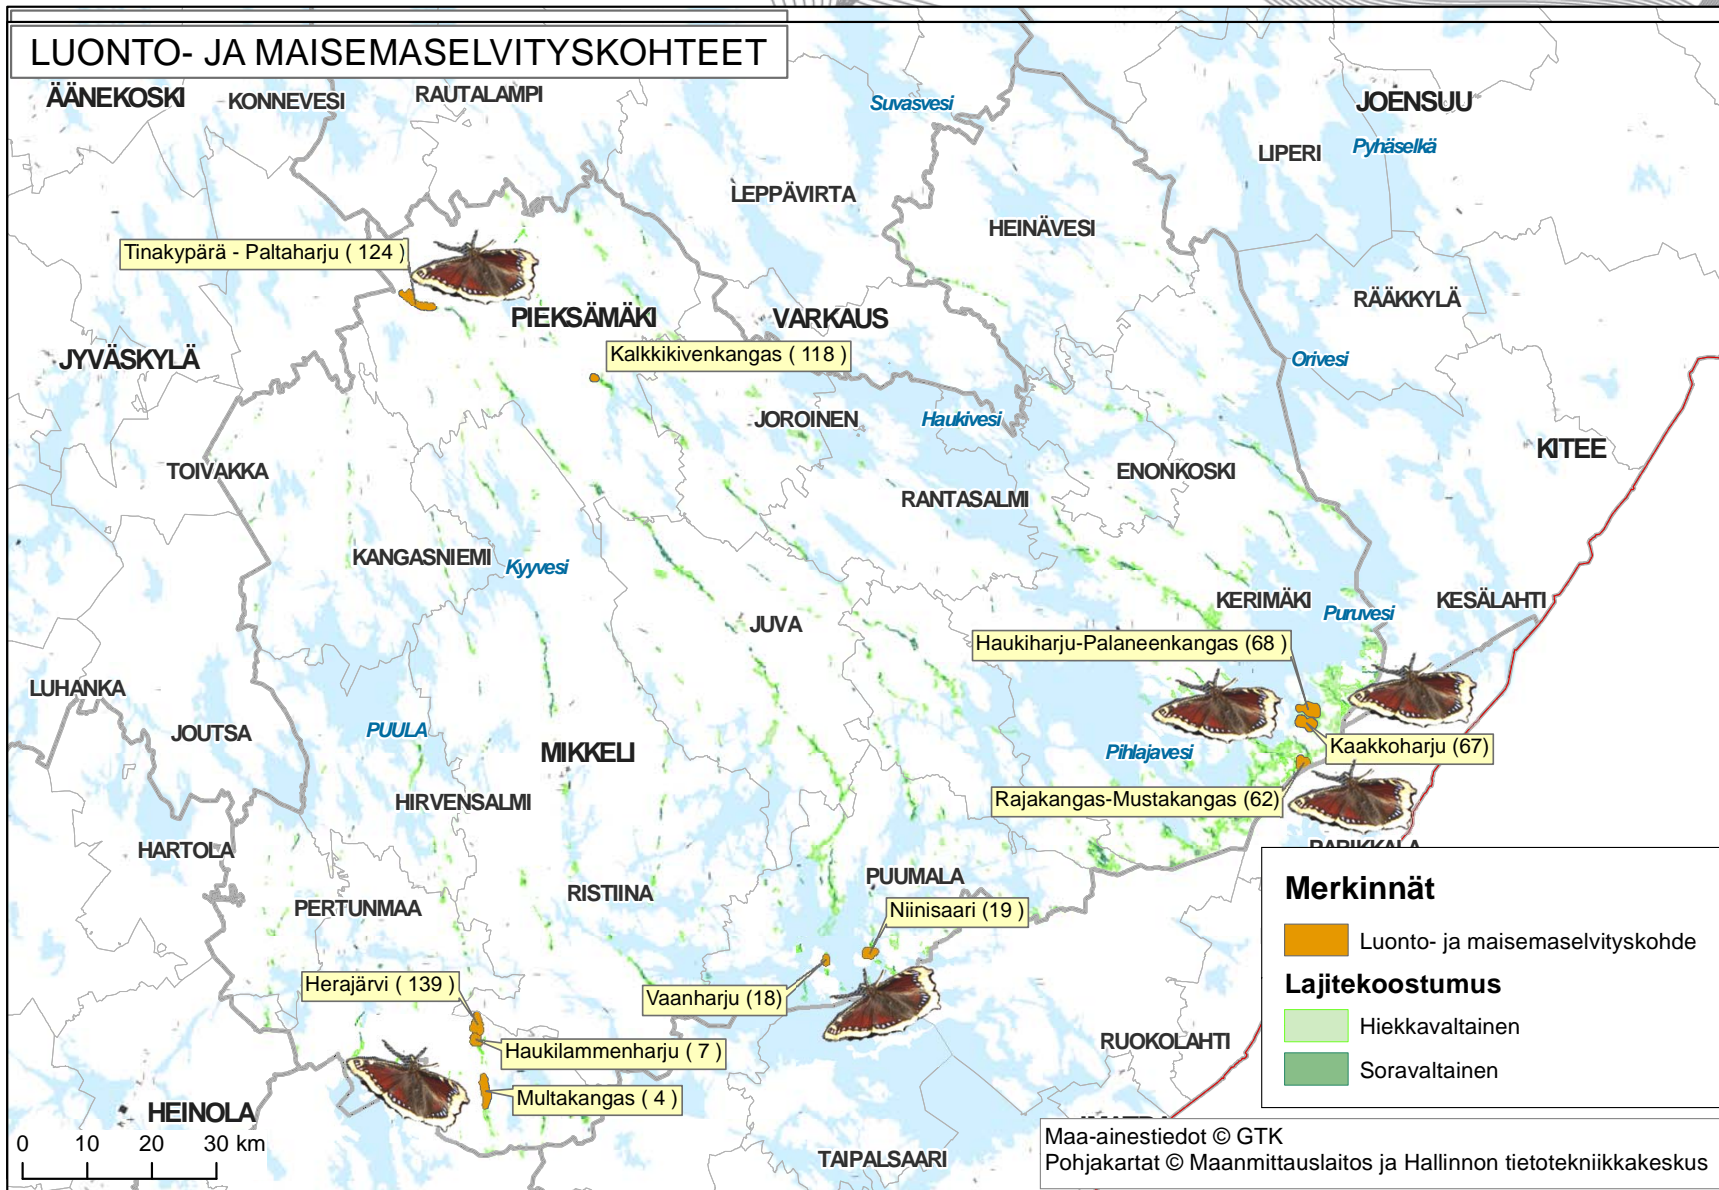 LUONTO- JA MAISEMASELVITYSKOHTEET
ÄÄNEKOSKI
KONNEVESI
RAUTALAMPI
Suvasvesi
JOENSUU
LIPERI
Pyhäselkä
LEPPÄVIRTA
HEINÄVESI
Tinakypärä - Paltaharju ( 124 )
RÄÄKKYLÄ
PIEKSÄMÄKI
VARKAUS
JYVÄSKYLÄ
Kalkkikivenkangas ( 118 )
Orivesi
JOROINEN
Haukivesi
KITEE
TOIVAKKA
ENONKOSKI
RANTASALMI
KANGASNIEMI
Kyyvesi
KERIMÄKI
Puruvesi
KESÄLAHTI
JUVA
Haukiharju-Palaneenkangas (68 )
LUHANKA
JOUTSA
PUULA
MIKKELI
Pihlajavesi
Kaakkoharju (67)
HIRVENSALMI
Rajakangas-Mustakangas (62)
HARTOLA
PUUMALA
RISTIINA
PERTUNMAA
Niinisaari (19 )
Herajärvi ( 139 )
Vaanharju (18)
Haukilammenharju ( 7 )
RUOKOLAHTI
Multakangas ( 4 )
HEINOLA
TAIPALSAARI
0 10 20 30 km
Merkinnät
Luonto- ja maisemaselvityskohde
Lajitekoostumus
Hiekkavaltainen
Soravaltainen
Maa-ainestiedot © GTK
Pohjakartat © Maanmittauslaitos ja Hallinnon tietotekniikkakeskus